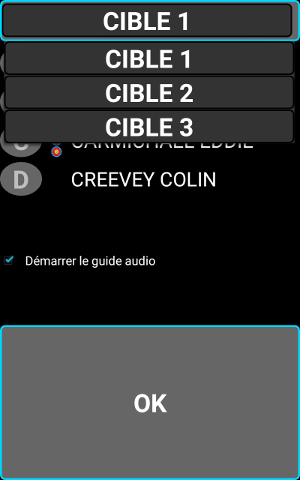 CIBLE 1
CIBLE 1
CIBLE 2
CIBLE 3
C CARMICHAEL EDDIE
D CREEVEY COLIN
Démarrer le guide audio
OK